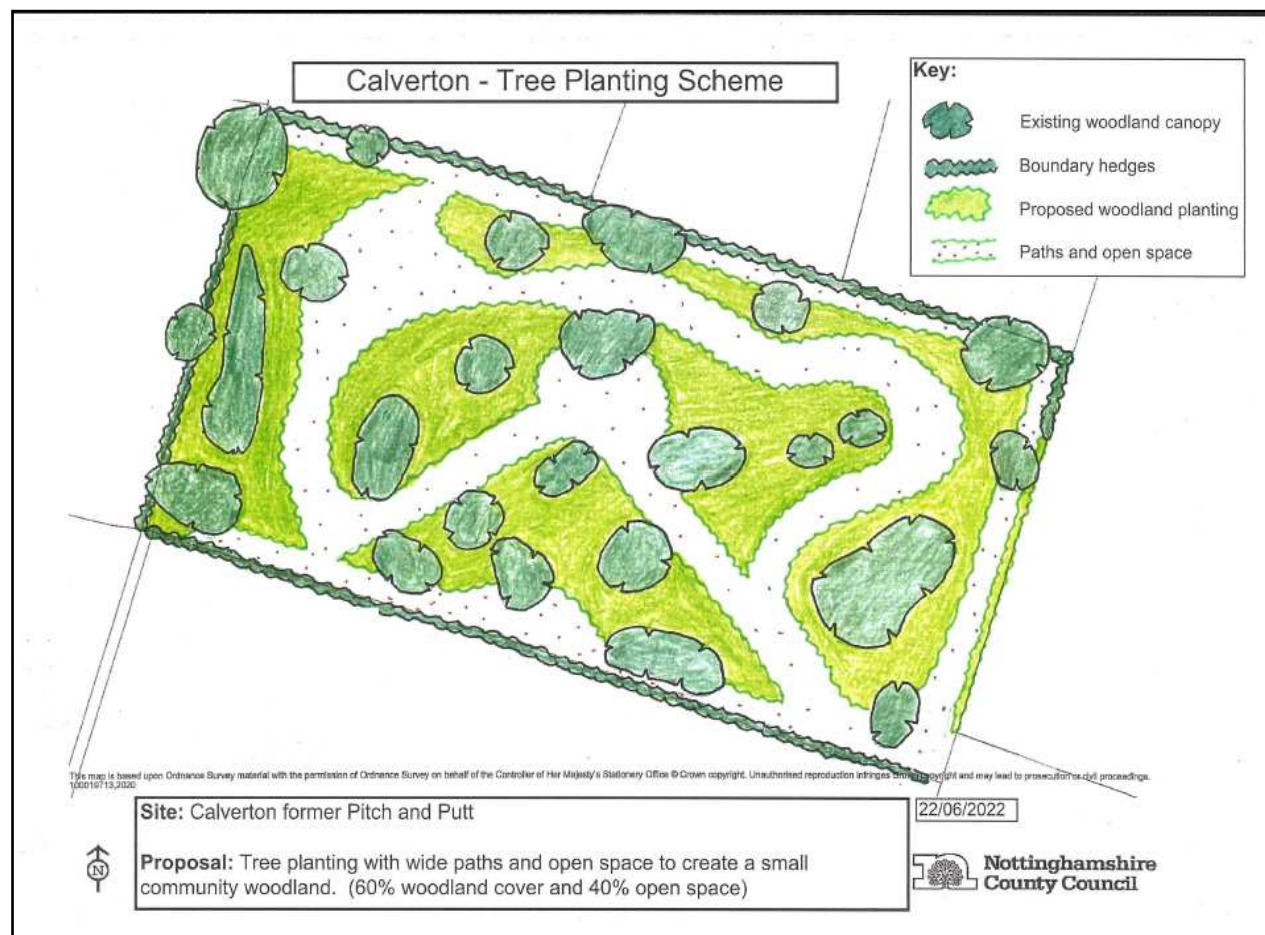 Calverton - Tree Planting Scheme
Key:
Existing woodland canopy
Boundary hedges
Proposed woodland planting
Paths and open space
This map is based upon Ordnance Survey material with the permission of Ordnance Survey on behalf of the Controller of Her Majesty's Stationery Office © Crown copyright. Unauthorised reproduction infringes Crown copyright and may lead to prosecution or civil proceedings.
100019713,2020
Site: Calverton former Pitch and Putt
Proposal: Tree planting with wide paths and open space to create a small
community woodland. (60% woodland cover and 40% open space)
22/06/2022
N
Nottinghamshire
County Council